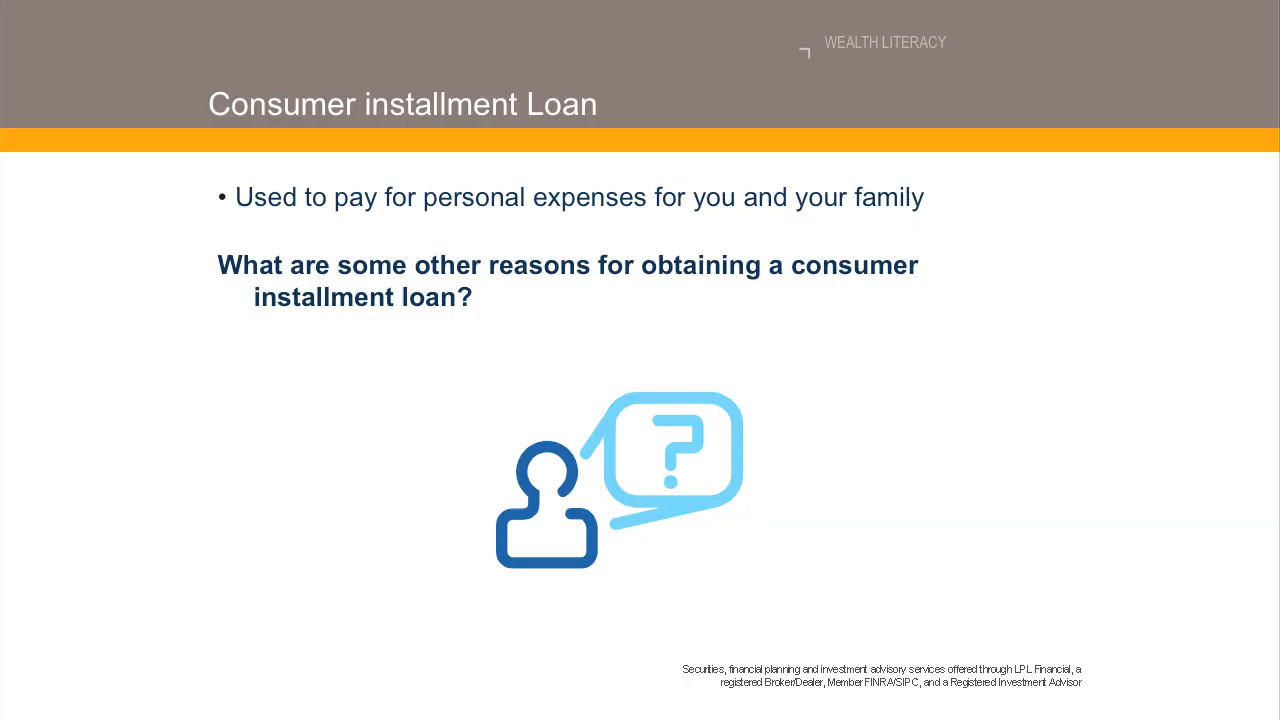 WEALTH LITERACY
Consumer installment Loan
• Used to pay for personal expenses for you and your family
What are some other reasons for obtaining a consumer
installment loan?
?
Securities, financial planning and investment advisory services offered through LPL Financial, a
registered Broker/Dealer, Member FINRA/SIPC, and a Registered Investment Advisor